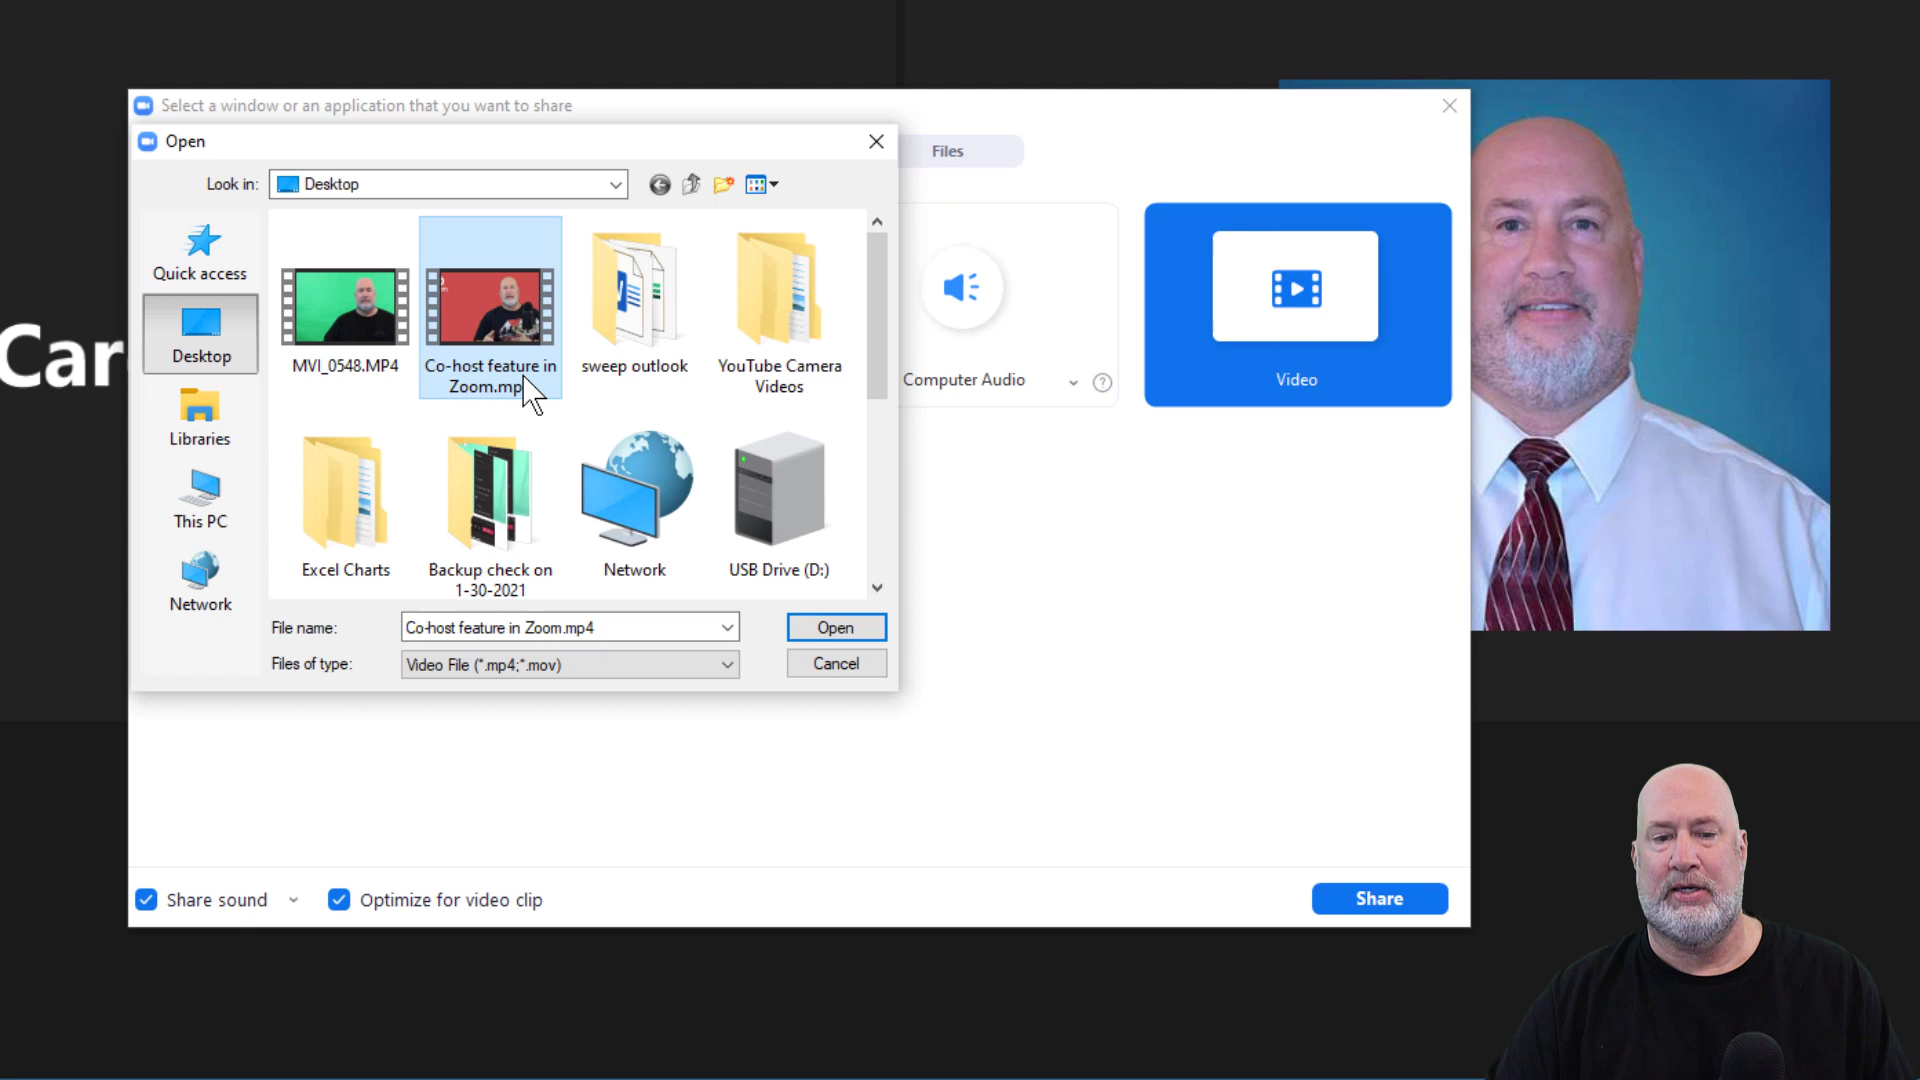 Select a window or an application that you want to share
Open
Files
Look in:
Desktop
Quick access
Desktop
Libraries
This PC
Network
MVI_0548.MP4
Co-host feature in
Zoom.mp
sweep outlook
YouTube Camera
Videos
Excel Charts
Backup check on
1-30-2021
Network
USB Drive (D:)
File name:
Co-host feature in Zoom.mp4
Open
Files of type:
Video File (*.mp4;*.mov)
Cancel
Computer Audio
?
Video
Car
Share sound
Optimize for video clip
Share